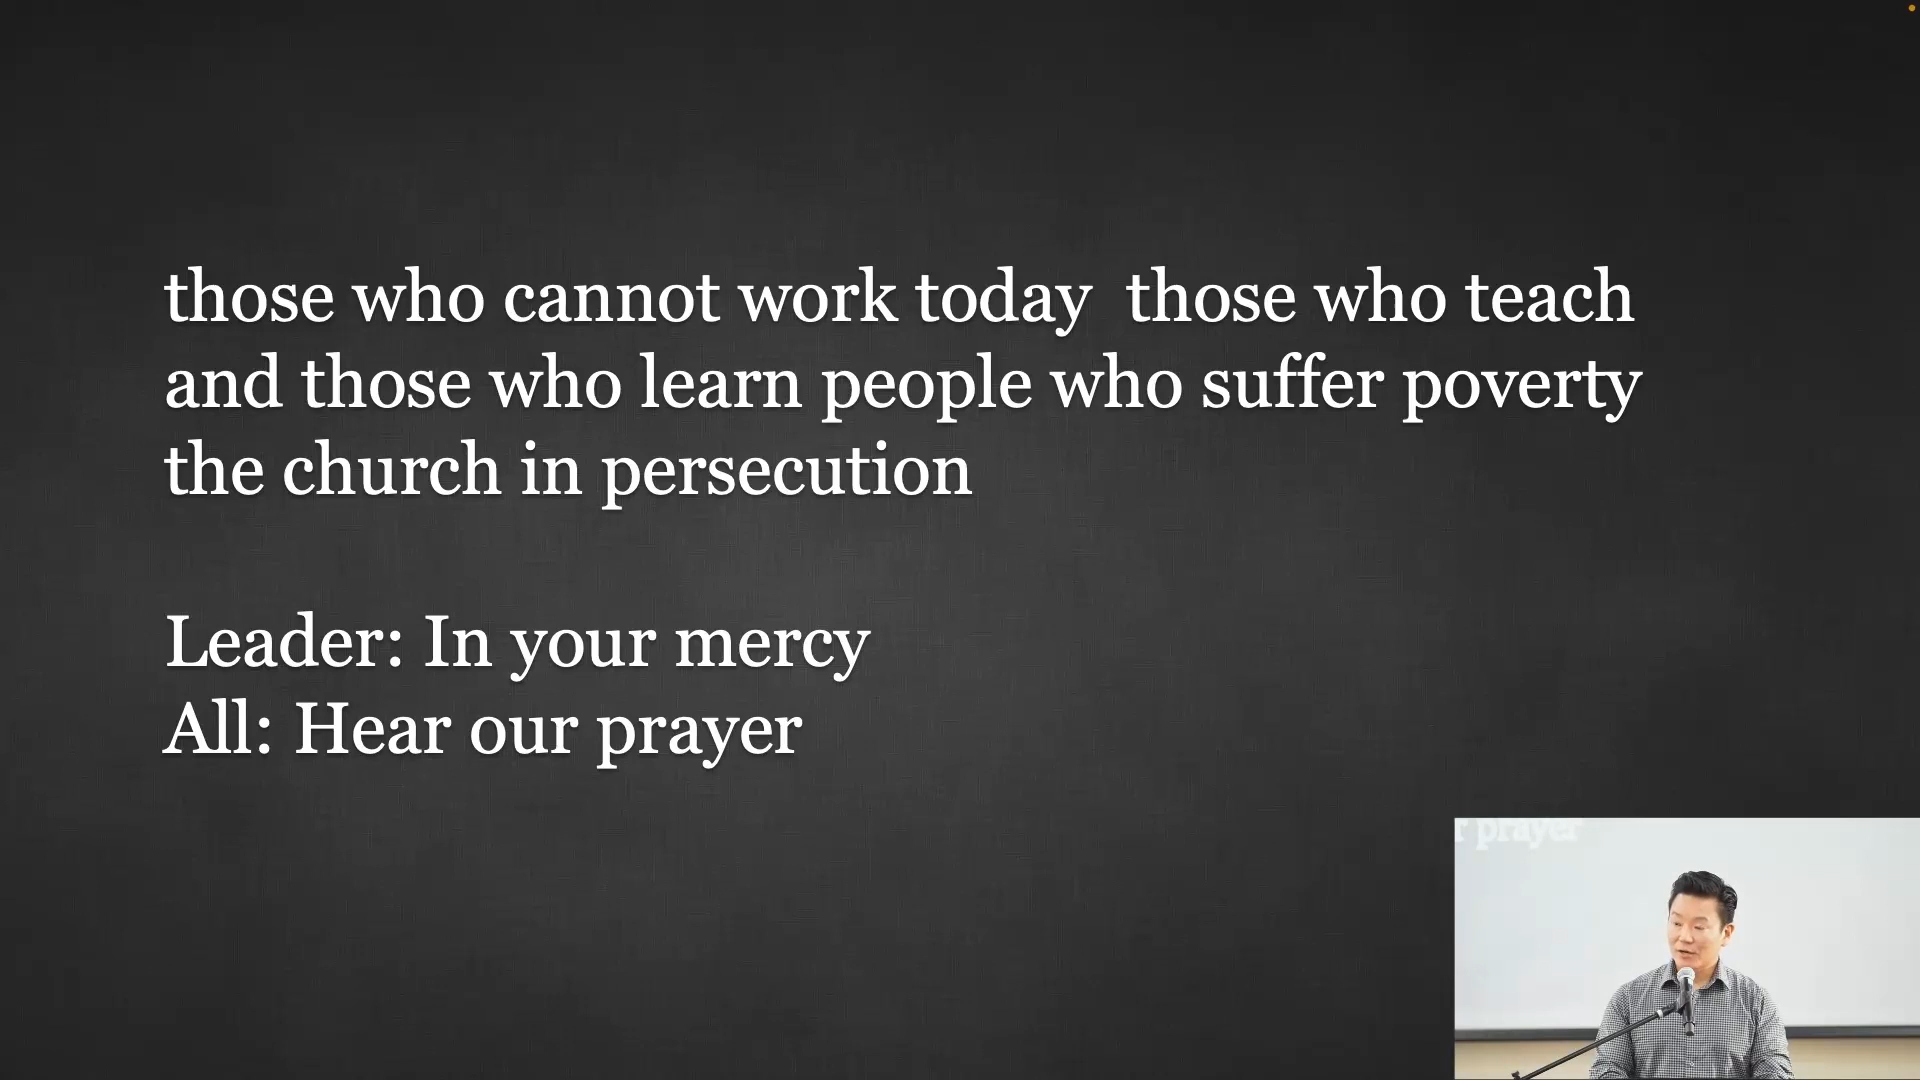 those who cannot work today  those who teach
and those who learn people who suffer poverty
the church in persecution
Leader: In your mercy
All: Hear our prayer
r prayer